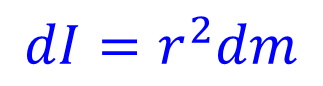 dI = r²dm